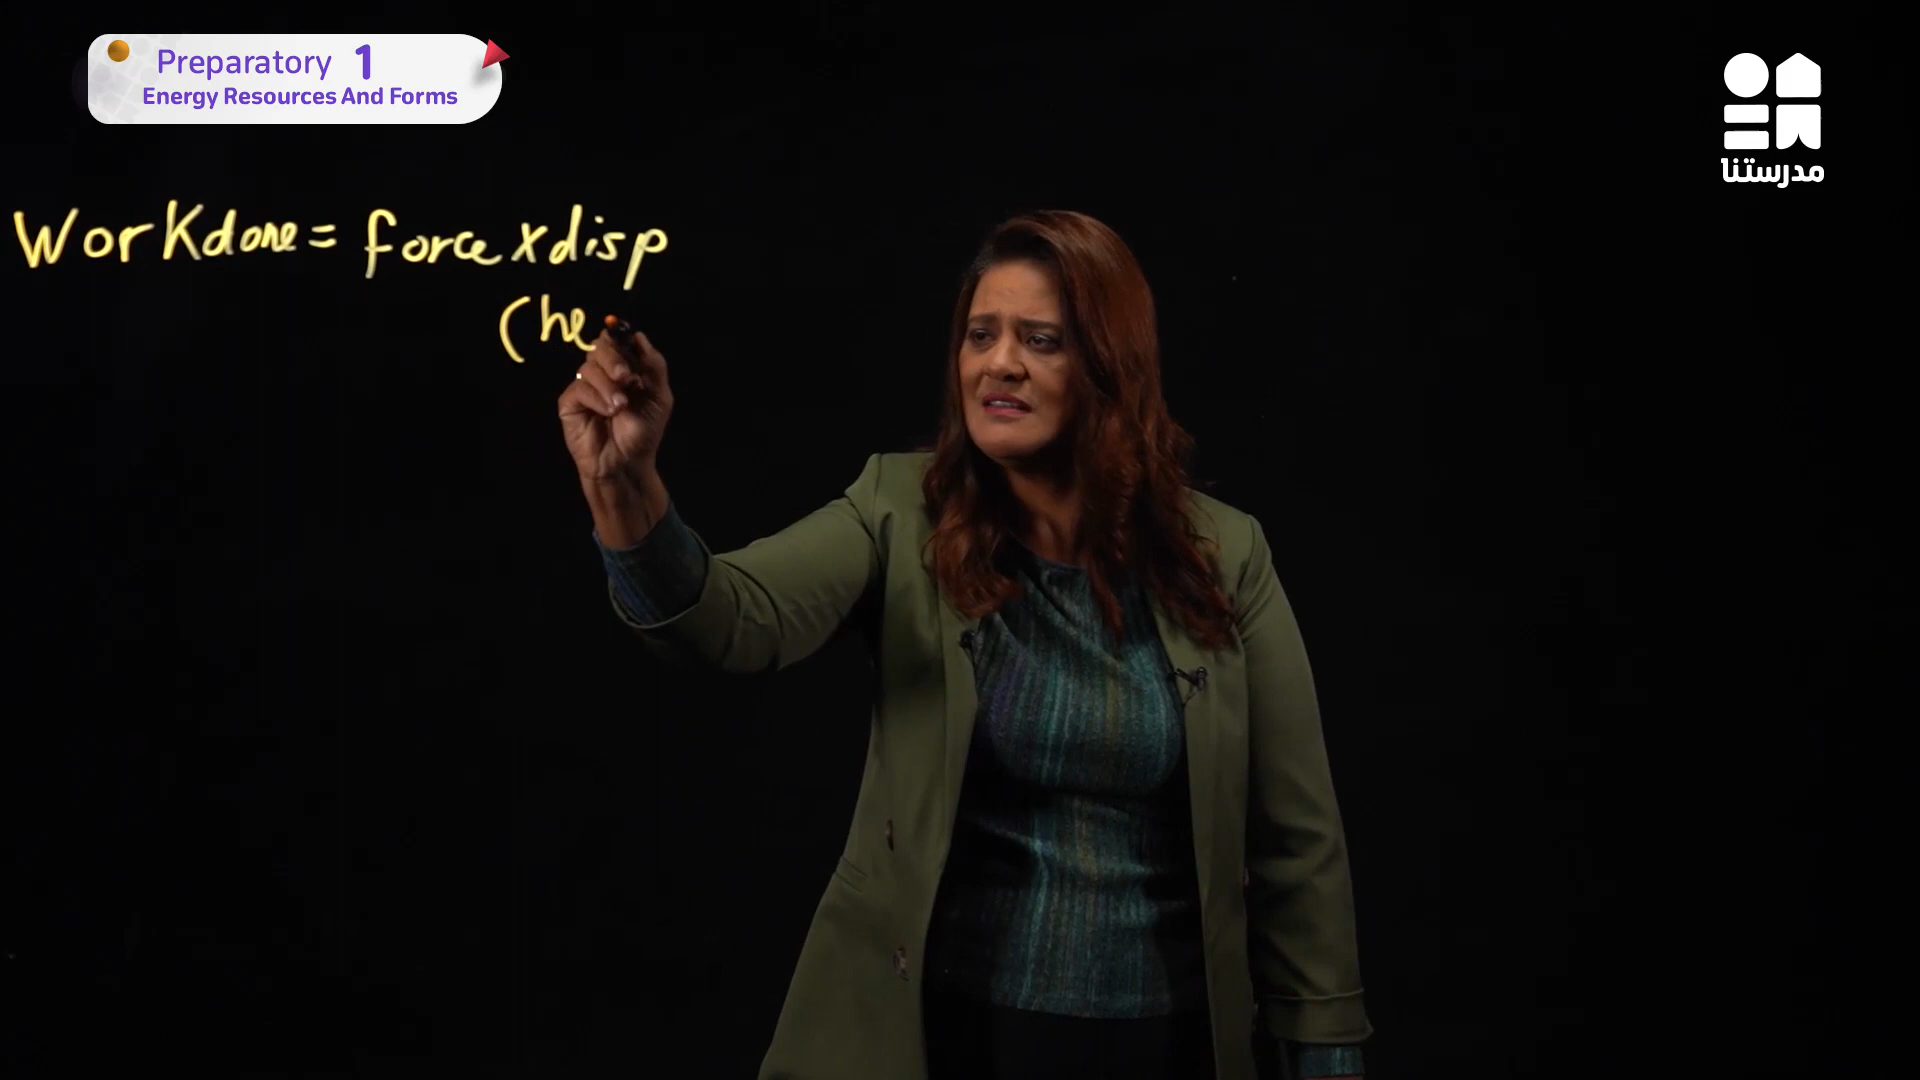 Preparatory 1
Energy Resources And Forms
مدرستنا
Workdone = force x disp
(he